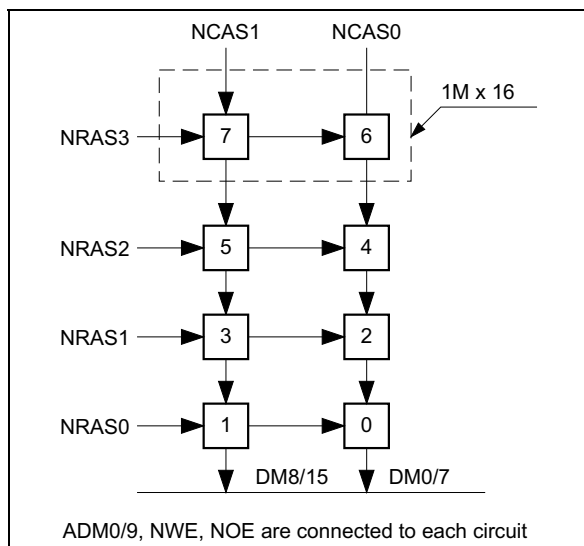 NCAS1 NCAS0
1M x 16
NRAS3 7 6
NRAS2 5 4
NRAS1 3 2
NRAS0 1 0
DM8/15 DM0/7
ADM0/9, NWE, NOE are connected to each circuit